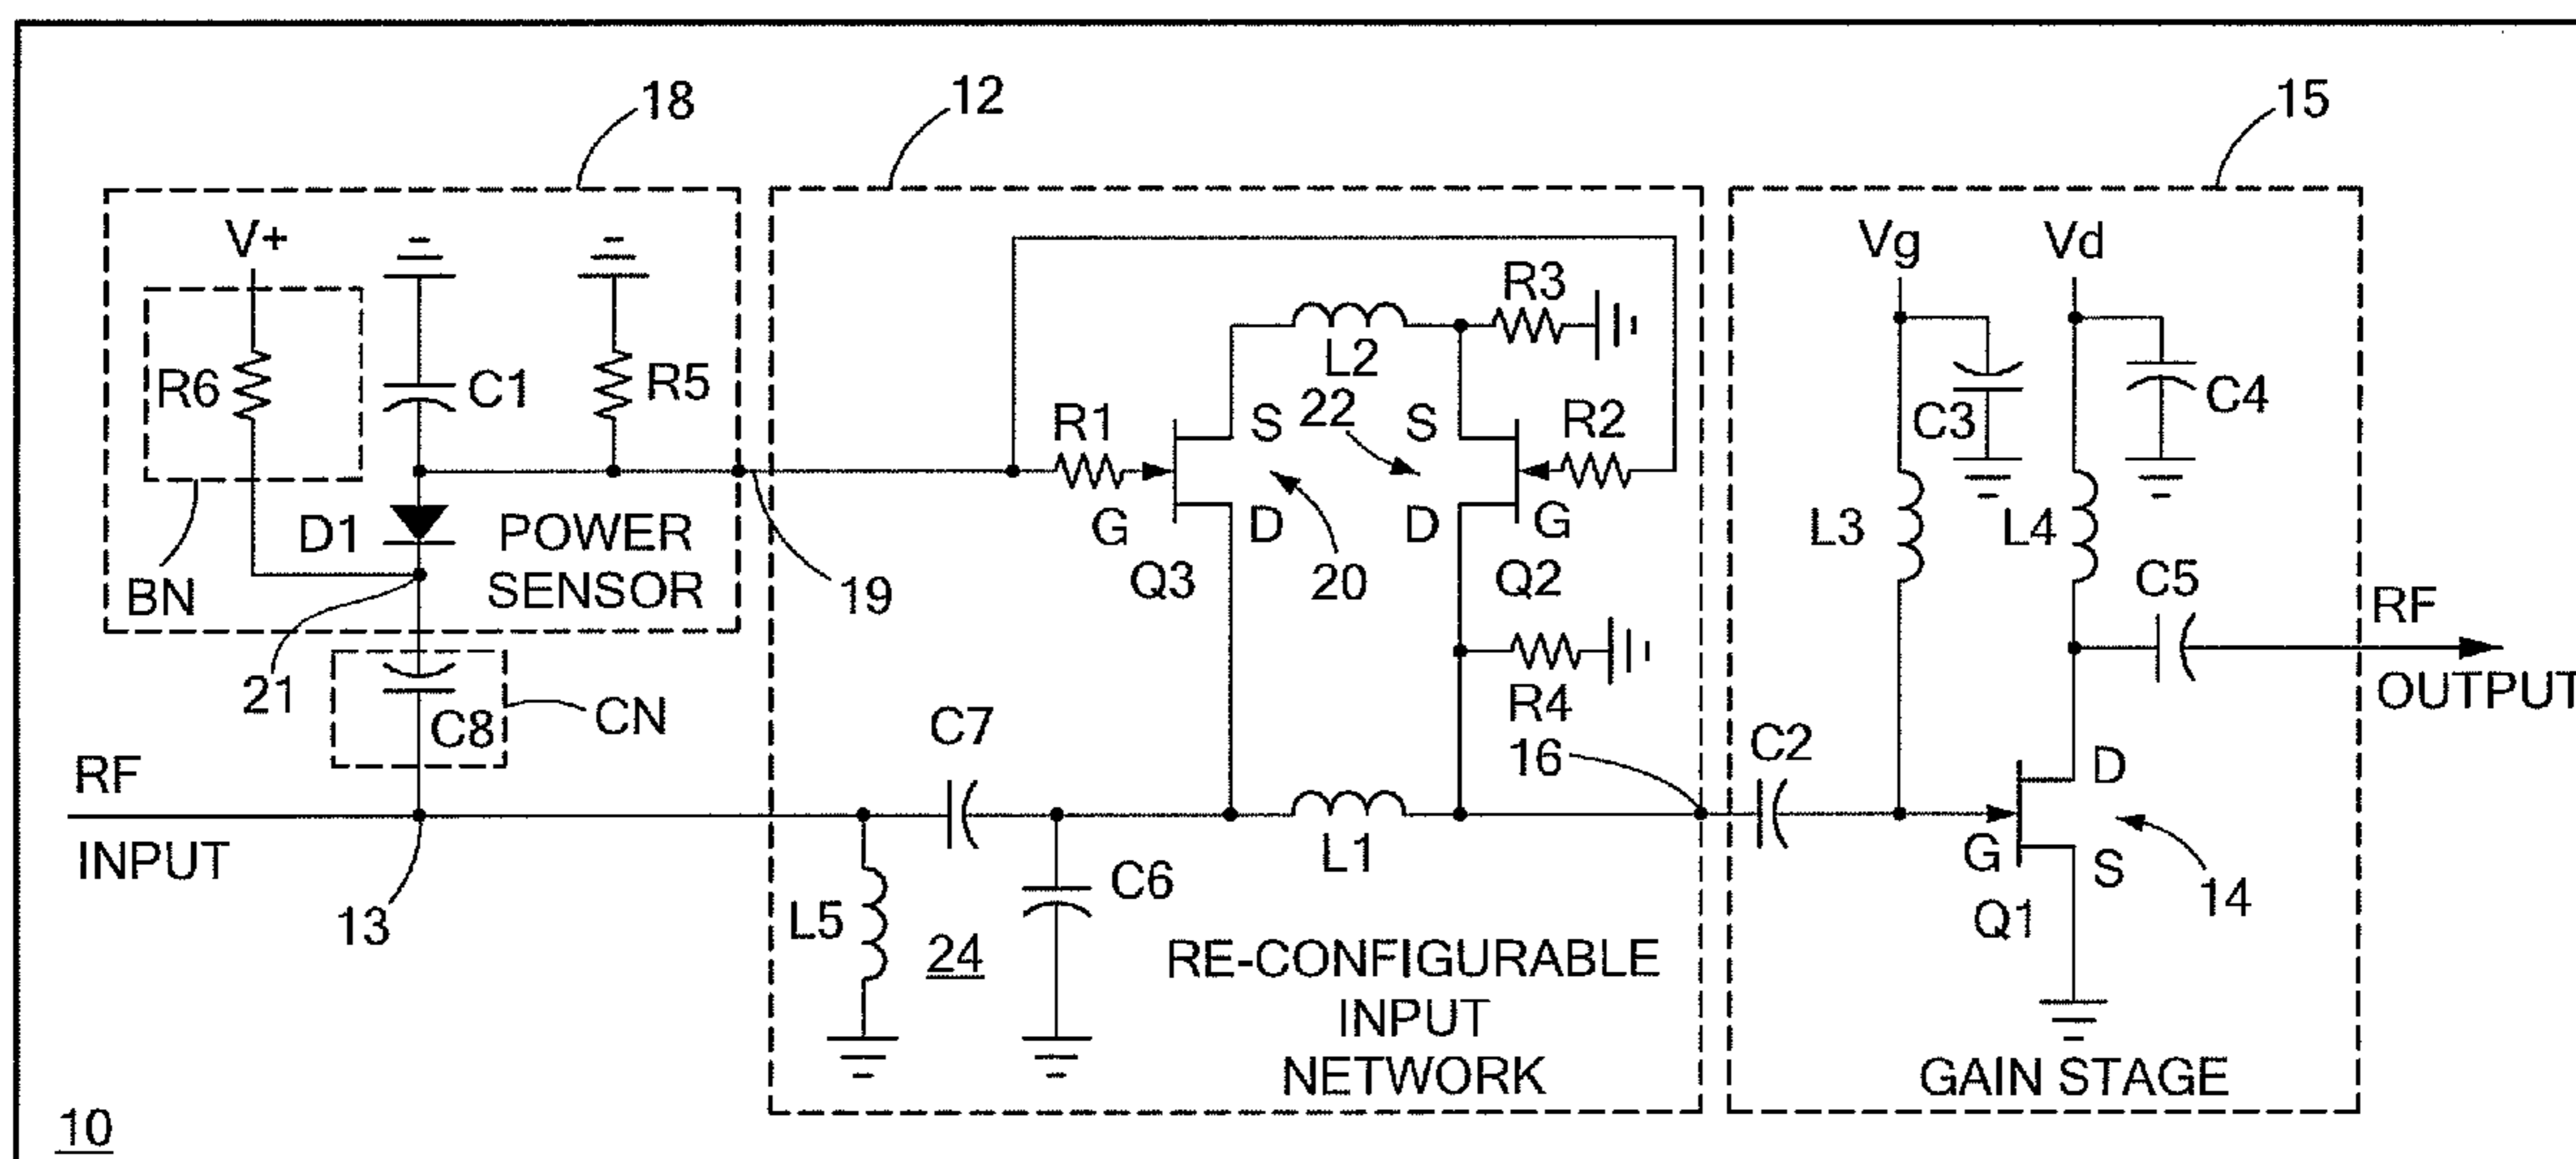 18
12
15
V+
Vg
Vd
R3
R6
C1
R5
L2
C3
C4
R1
S
22
S
R2
D1
POWER
SENSOR
G
D
D
G
L3
L4
BN
19
Q3
20
Q2
C5
RF
OUTPUT
21
C8
CN
C7
R4
16
C2
RF
INPUT
D
13
L5
24
C6
L1
G
S
Q1
14
RE-CONFIGURABLE
INPUT
NETWORK
GAIN STAGE
10